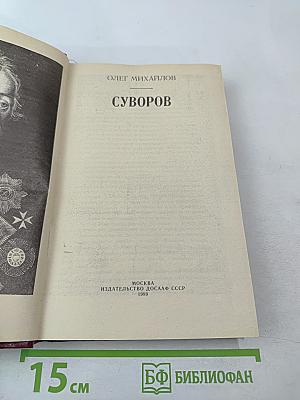 ОЛЕГ МИХАЙЛОВ
СУВОРОВ
МОСКВА
ИЗДАТЕЛЬСТВО ДОСААФ СССР
15 см
БФ БИБЛИОФАН